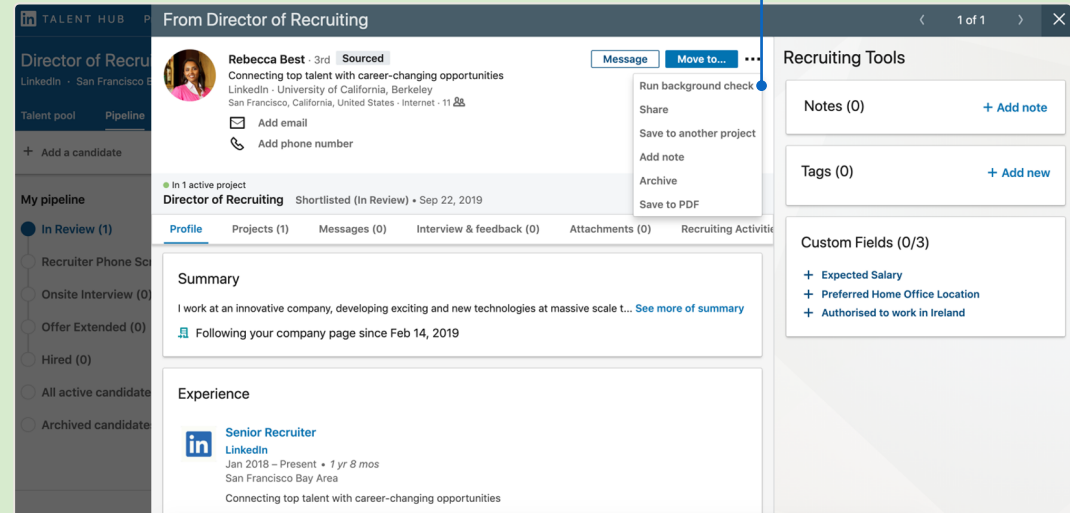 in TALENT HUB P
From Director of Recruiting
1 of 1
Director of Recrui
LinkedIn · San Francisco B
Talent pool Pipeline
+ Add a candidate
My pipeline
In Review (1)
Recruiter Phone Scr
Onsite Interview (0)
Offer Extended (0)
Hired (0)
All active candidate
Archived candidate
Rebecca Best · 3rd Sourced
Connecting top talent with career-changing opportunities
LinkedIn · University of California, Berkeley
San Francisco, California, United States · Internet · 11
Add email
Add phone number
Message Move to... ...
Run background check
Share
Save to another project
Add note
Archive
Save to PDF
In 1 active project
Director of Recruiting Shortlisted (In Review) • Sep 22, 2019
Profile Projects (1) Messages (0) Interview & feedback (0) Attachments (0) Recruiting Activitie
Summary
I work at an innovative company, developing exciting and new technologies at massive scale t... See more of summary
Following your company page since Feb 14, 2019
Experience
in
Senior Recruiter
LinkedIn
Jan 2018 – Present • 1 yr 8 mos
San Francisco Bay Area
Connecting top talent with career-changing opportunities
Recruiting Tools
Notes (0) + Add note
Tags (0) + Add new
Custom Fields (0/3)
+ Expected Salary
+ Preferred Home Office Location
+ Authorised to work in Ireland